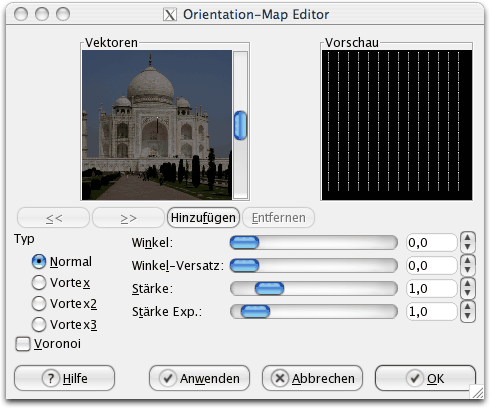 Orientation-Map Editor
Vektoren
Vorschau
<< >> Hinzufügen Entfernen
Typ
Normal
Vortex
Vortex2
Vortex3
Voronoi
Winkel: 0,0
Winkel-Versatz: 0,0
Stärke: 1,0
Stärke Exp.: 1,0
Hilfe Anwenden Abbrechen OK